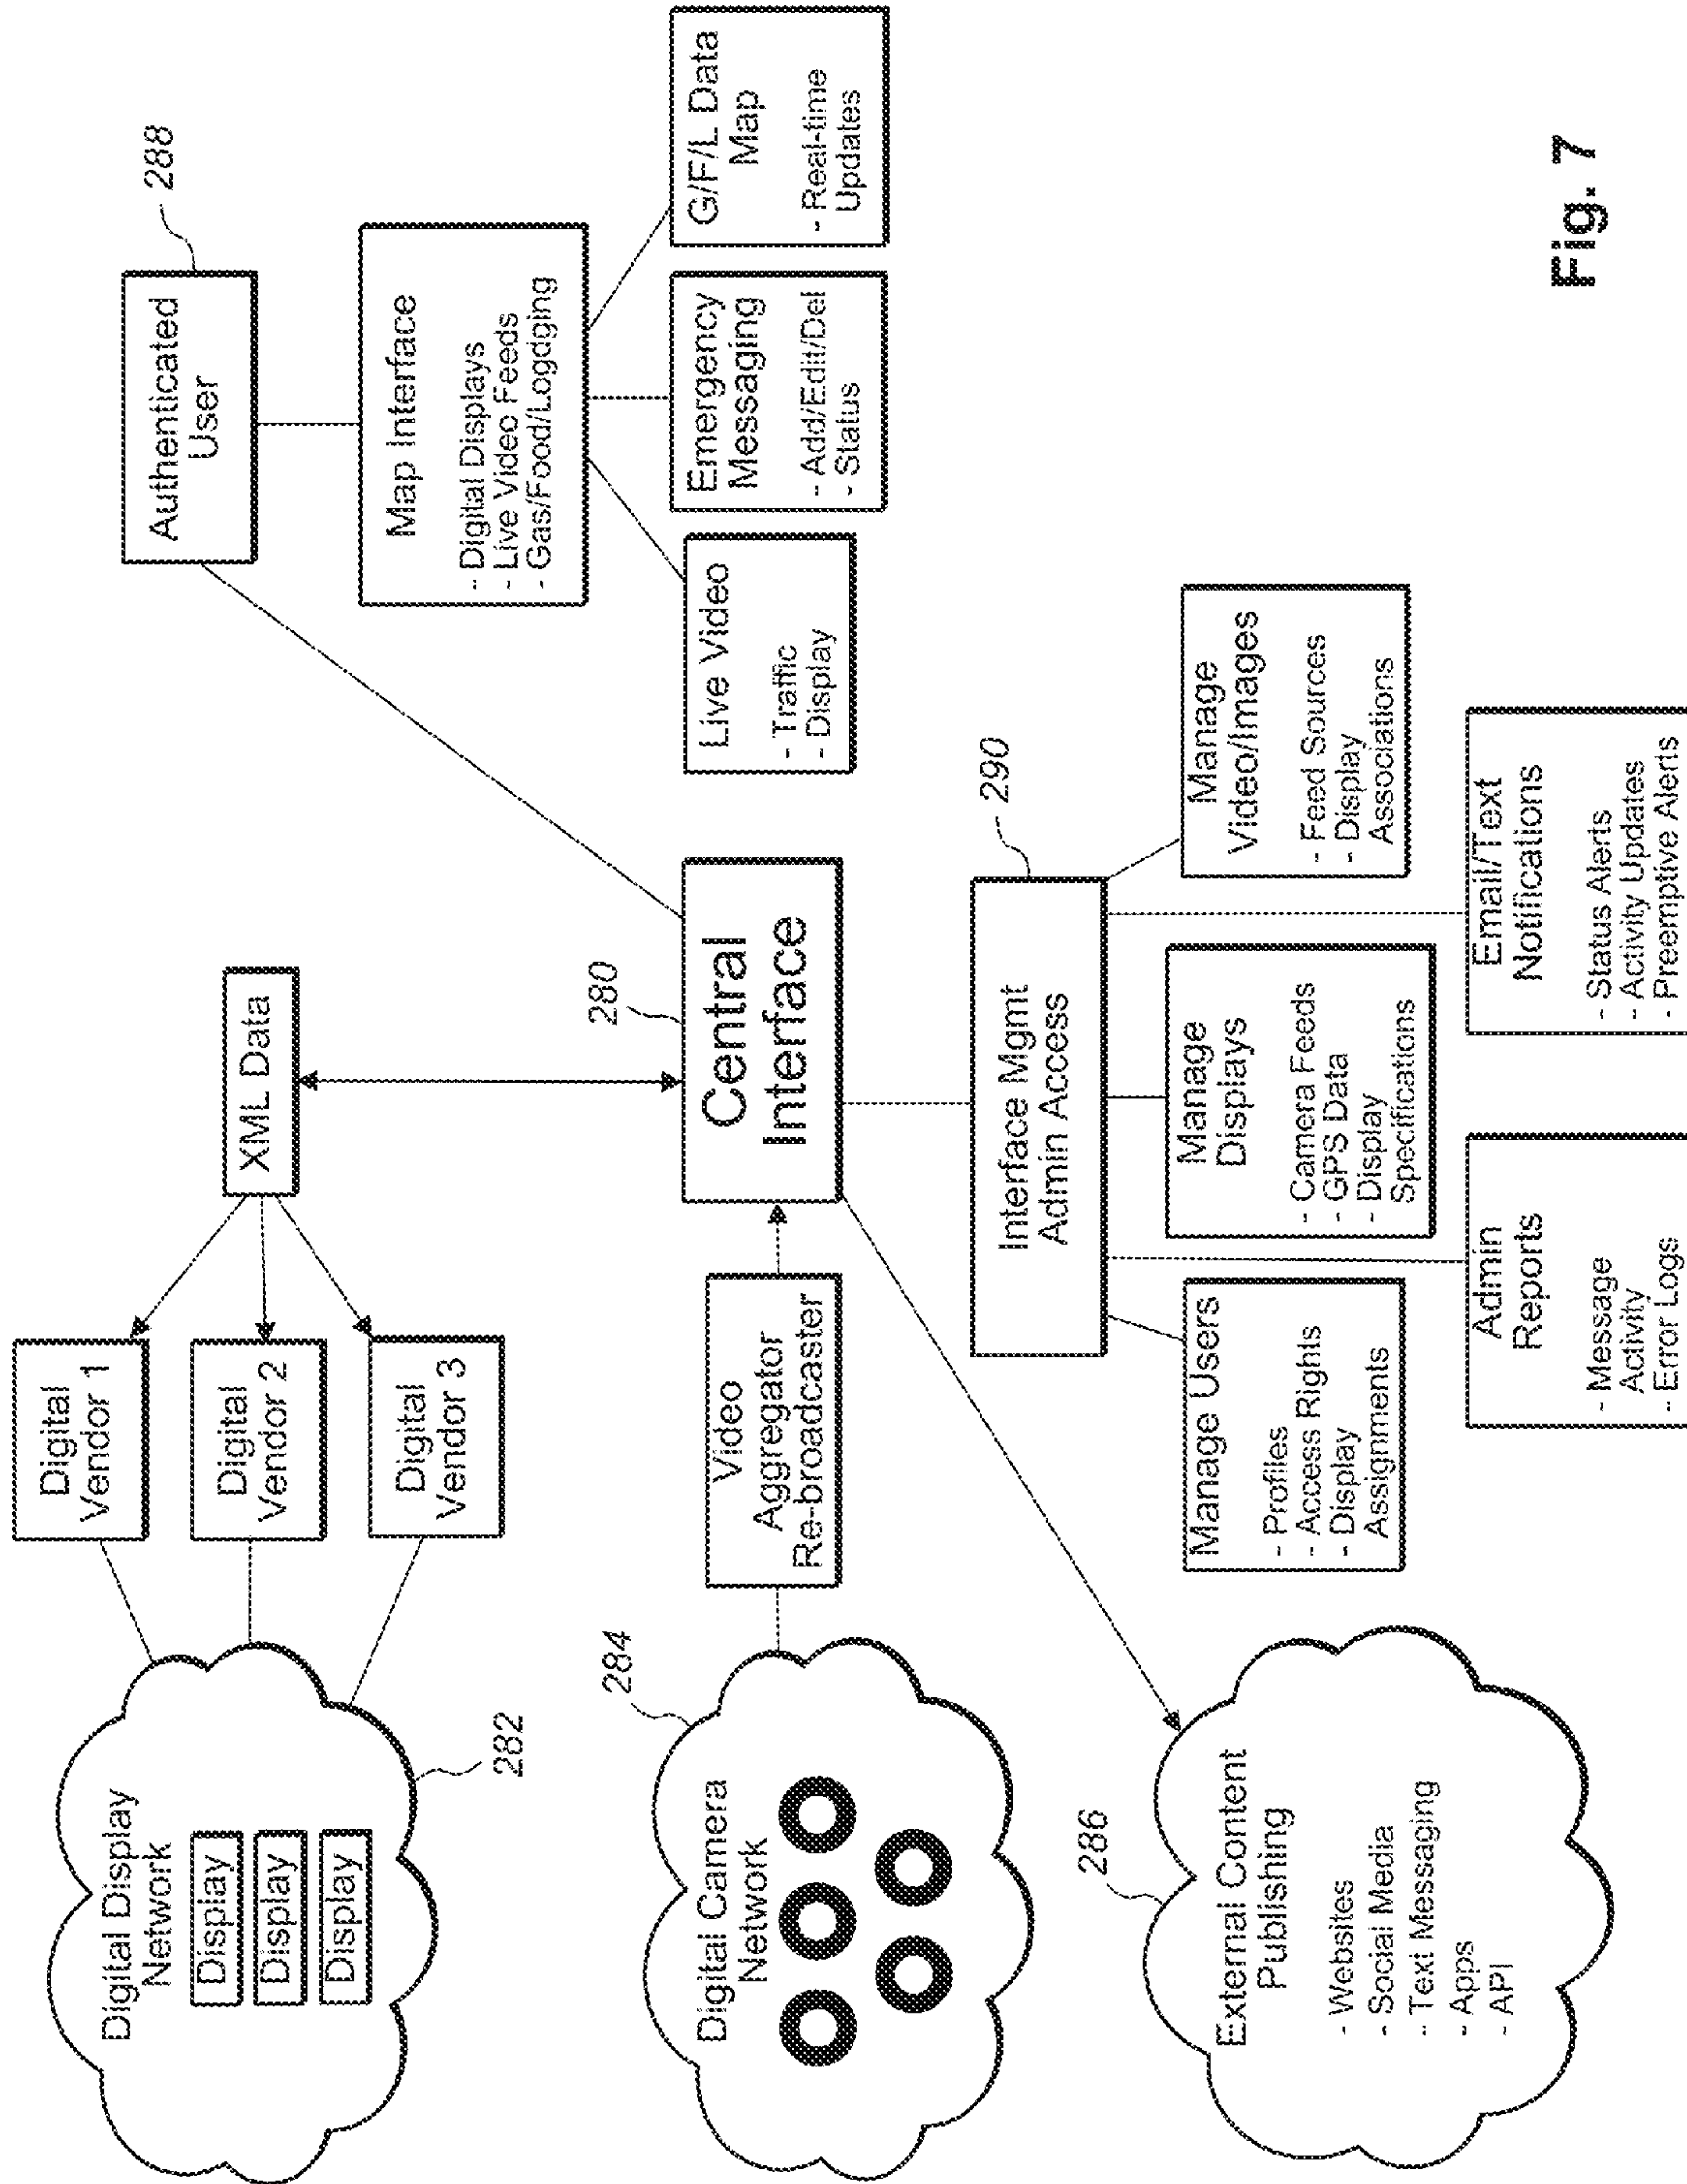 Digital Display
Network
Display
Display
Display
282
Digital
Vendor 1
Digital
Vendor 2
Digital
Vendor 3
XML Data
Authenticated
User
288
Map Interface
- Digital Displays
- Live Video Feeds
- Gas/Food/Logdging
Live Video
- Traffic
- Display
Emergency
Messaging
- Add/Edit/Del
- Status
G/F/L Data
Map
- Real-time
Updates
Digital Camera
Network
284
Video
Aggregator
Re-broadcaster
280
Central
Interface
External Content
Publishing
- Websites
- Social Media
- Text Messaging
- Apps
- API
286
Interface Mgmt
Admin Access
290
Manage Users
- Profiles
- Access Rights
- Display
Assignments
Manage
Displays
- Camera Feeds
- GPS Data
- Display
Specifications
Manage
Video/Images
- Feed Sources
- Display
Associations
Admin
Reports
- Message
Activity
- Error Logs
Email/Text
Notifications
- Status Alerts
- Activity Updates
- Preemptive Alerts
Fig. 7